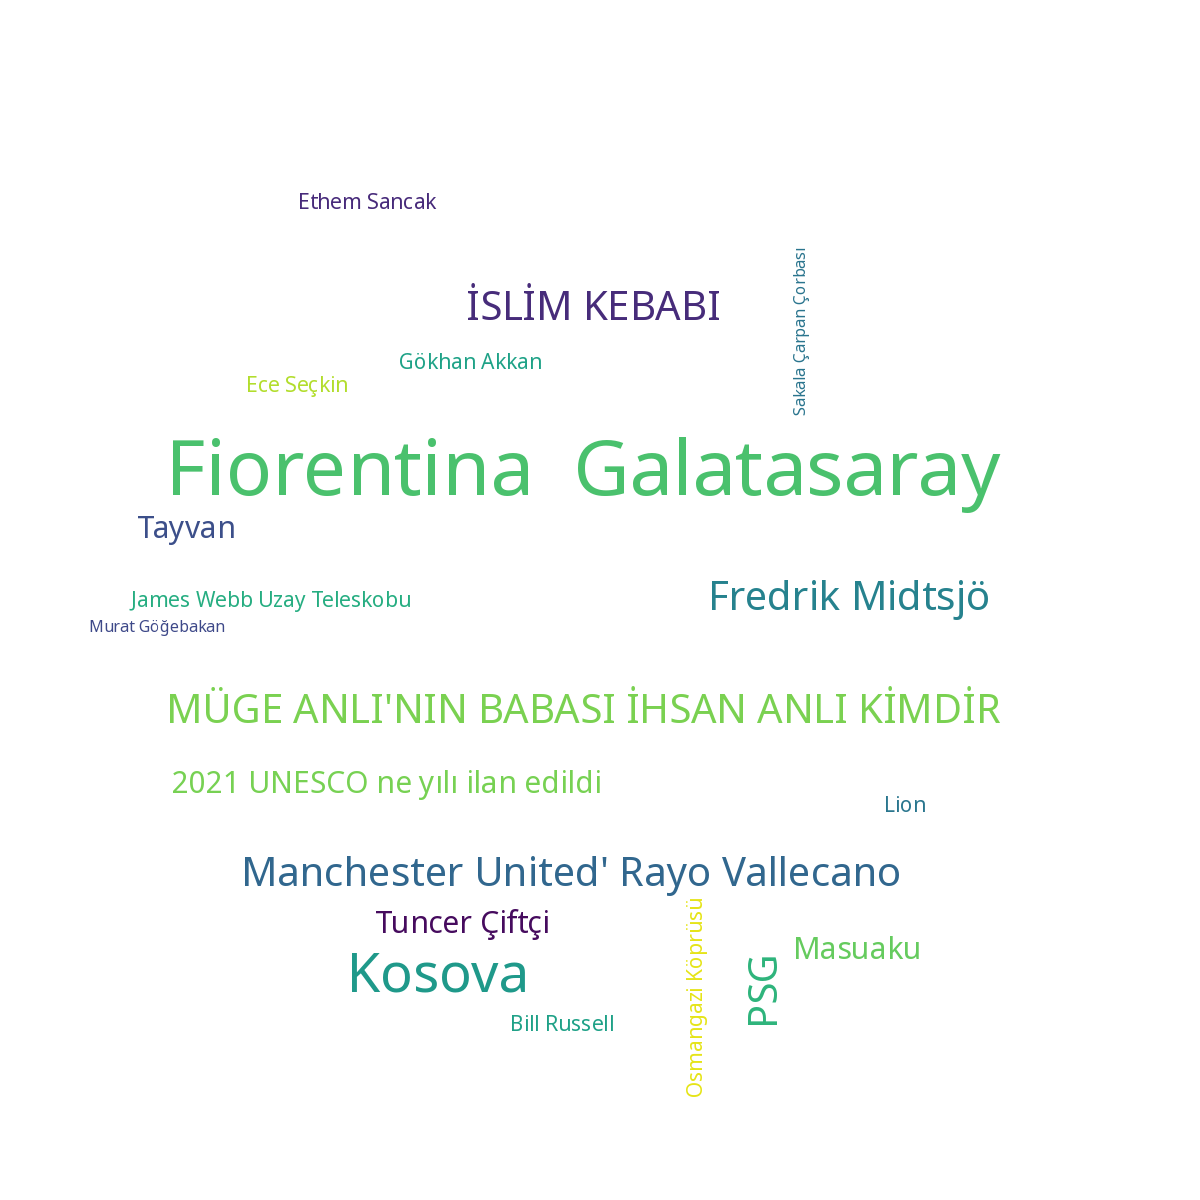 Ethem Sancak
Sakala Çarpan Çorbası
İSLİM KEBABI
Gökhan Akkan
Ece Seçkin
Fiorentina  Galatasaray
Tayvan
Fredrik Midtsjö
James Webb Uzay Teleskobu
Murat Göğebakan
MÜGE ANLI'NIN BABASI İHSAN ANLI KİMDİR
2021 UNESCO ne yılı ilan edildi
Lion
Manchester United' Rayo Vallecano
Tuncer Çiftçi
Osmangazi Köprüsü
Masuaku
Kosova
PSG
Bill Russell